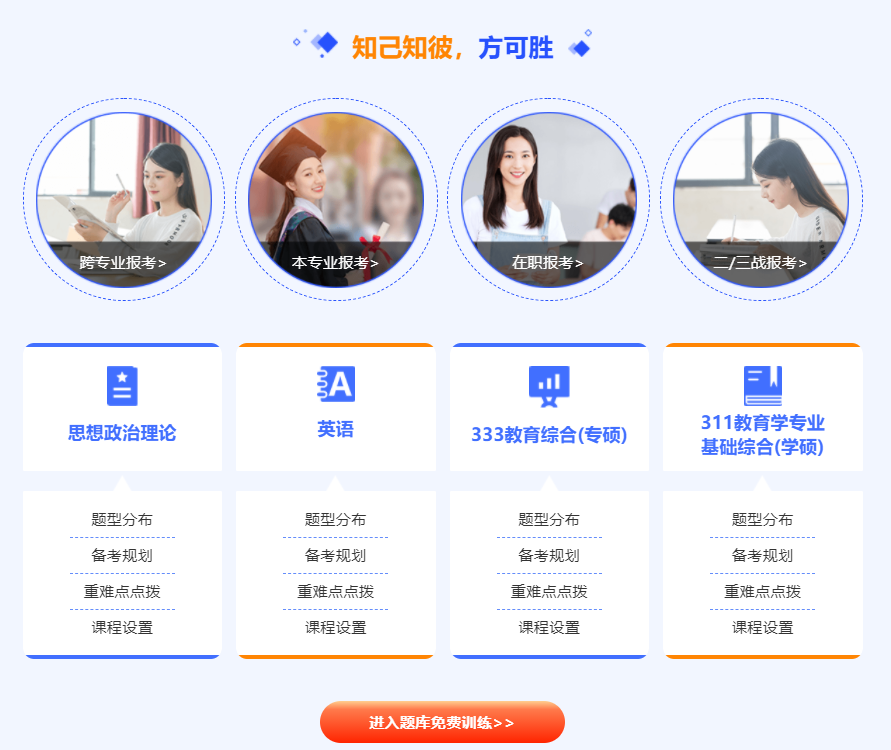 知己知彼，方可胜
跨专业报考>
本专业报考>
在职报考>
二/三战报考>
思想政治理论
英语
333教育综合(专硕)
311教育学专业
基础综合(学硕)
题型分布
备考规划
重难点点拨
课程设置
题型分布
备考规划
重难点点拨
课程设置
题型分布
备考规划
重难点点拨
课程设置
题型分布
备考规划
重难点点拨
课程设置
进入题库免费训练>>